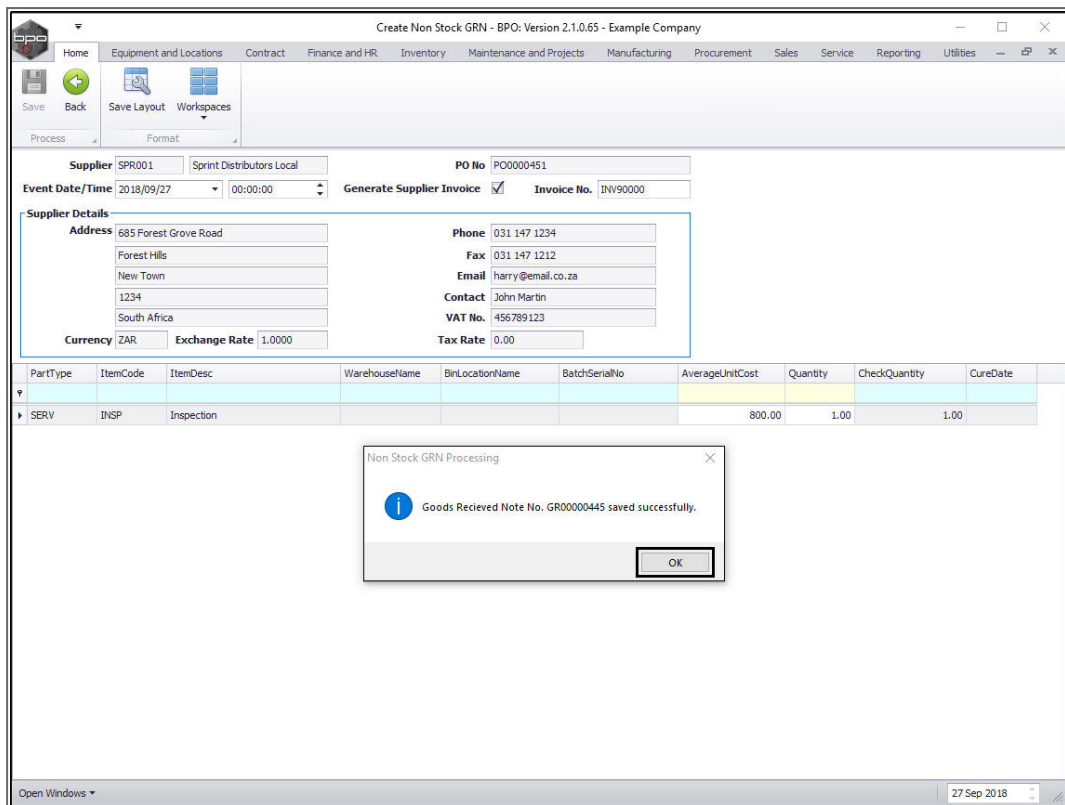 Create Non Stock GRN - BPO: Version 2.1.0.65 - Example Company
bpo
Home Equipment and Locations Contract Finance and HR Inventory Maintenance and Projects Manufacturing Procurement Sales Service Reporting Utilities
Save Back Save Layout Workspaces
Process Format
Supplier SPR001 Sprint Distributors Local PO No PO0000451
Event Date/Time 2018/09/27 00:00:00 Generate Supplier Invoice Invoice No. INV90000
Supplier Details
Address 685 Forest Grove Road Phone 031 147 1234
Forest Hills Fax 031 147 1212
New Town Email harry@email.co.za
1234 Contact John Martin
South Africa VAT No. 456789123
Currency ZAR Exchange Rate 1.0000 Tax Rate 0.00
PartType ItemCode ItemDesc WarehouseName BinLocationName BatchSerialNo AverageUnitCost Quantity CheckQuantity CureDate
SERV INSP Inspection 800.00 1.00 1.00
Non Stock GRN Processing
Goods Recieved Note No. GR00000445 saved successfully.
OK
Open Windows 27 Sep 2018